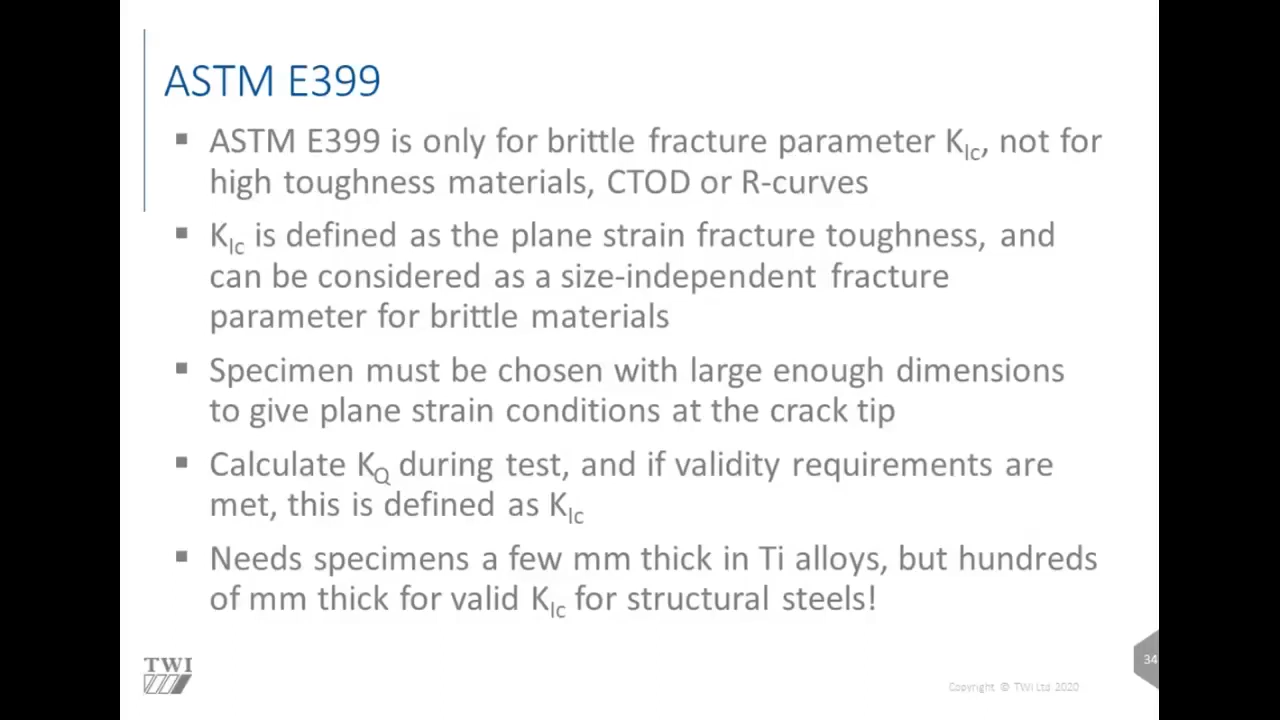 ASTM E399
▪ ASTM E399 is only for brittle fracture parameter KIc, not for
high toughness materials, CTOD or R-curves
▪ KIc is defined as the plane strain fracture toughness, and
can be considered as a size-independent fracture
parameter for brittle materials
▪ Specimen must be chosen with large enough dimensions
to give plane strain conditions at the crack tip
▪ Calculate KQ during test, and if validity requirements are
met, this is defined as KIc
▪ Needs specimens a few mm thick in Ti alloys, but hundreds
of mm thick for valid KIc for structural steels!
TWI
Copyright © TWI Ltd 2020
34